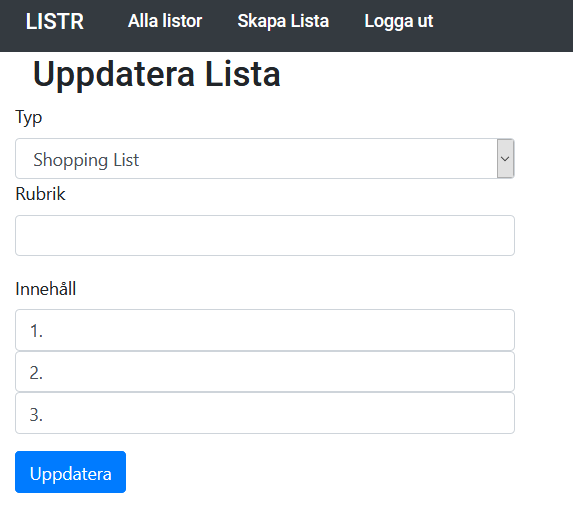 LISTR Alla listor Skapa Lista Logga ut
Uppdatera Lista
Typ
Shopping List
Rubrik
Innehåll
1.
2.
3.
Uppdatera